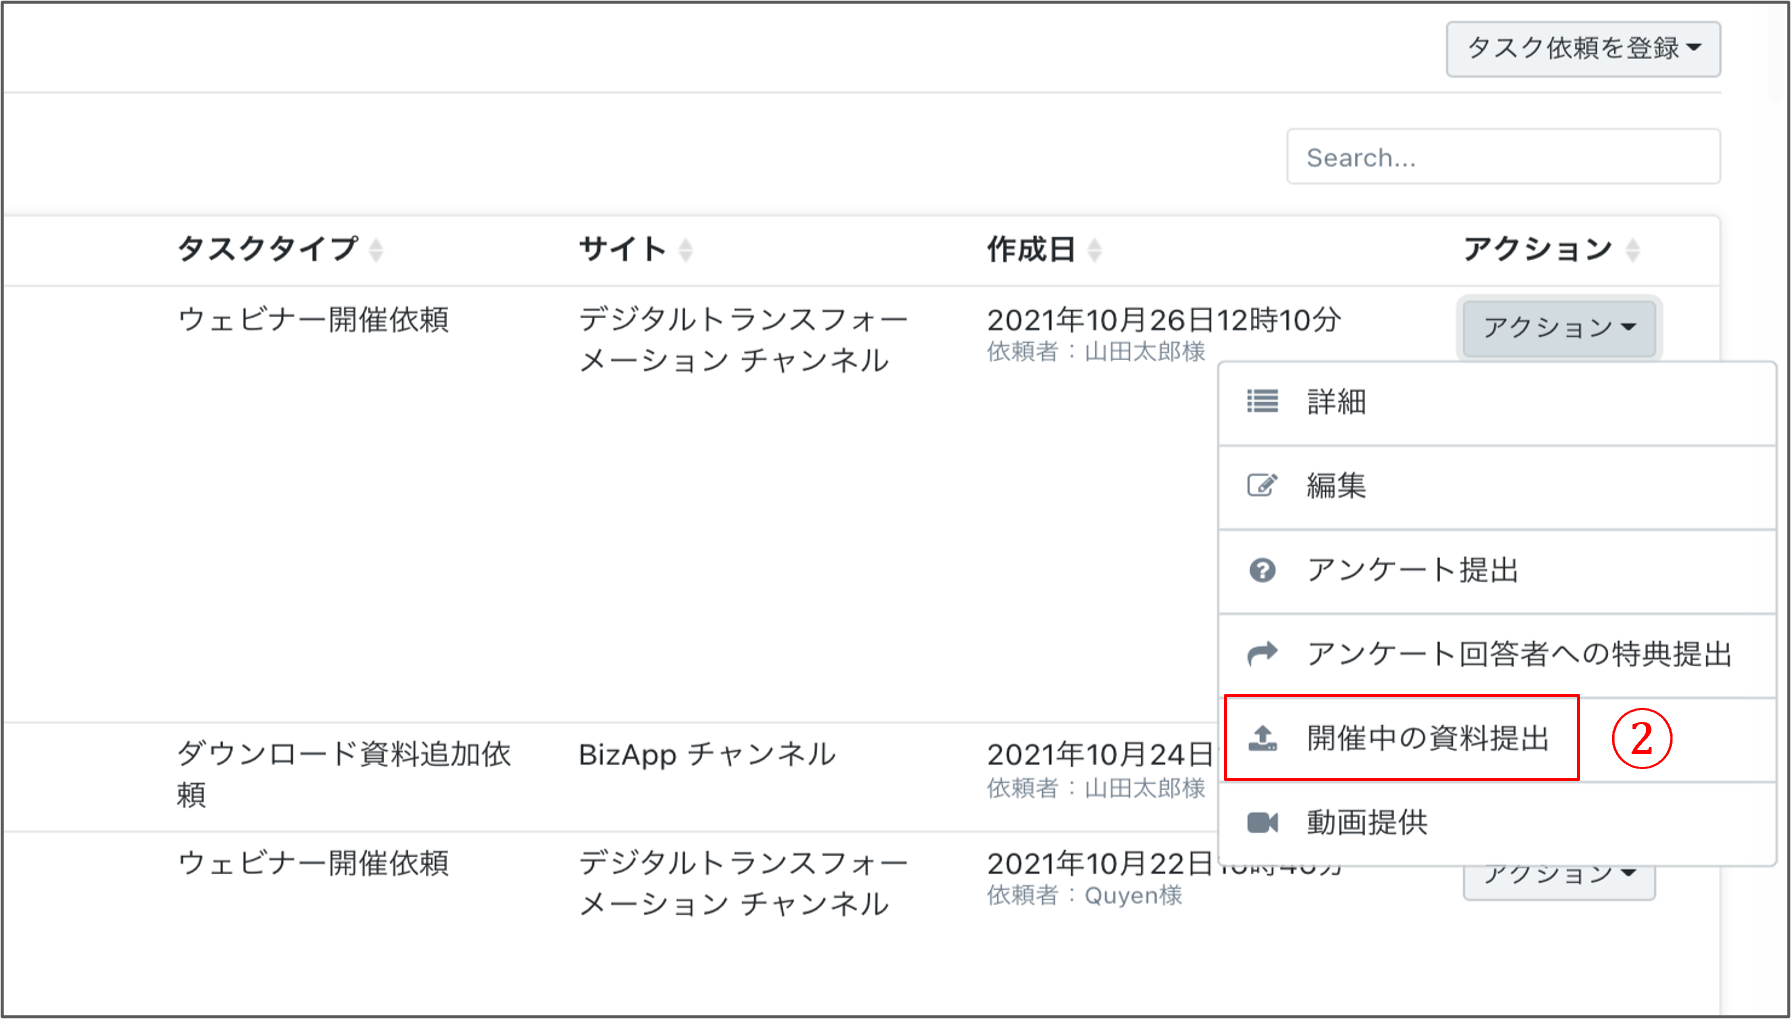 タスク依頼を登録
Search...
タスクタイプ サイト 作成日 アクション
ウェビナー開催依頼
デジタルトランスフォー
メーション チャンネル
2021年10月26日12時10分
依頼者：山田太郎様
アクション
詳細
編集
アンケート提出
アンケート回答者への特典提出
開催中の資料提出
②
動画提供
ダウンロード資料追加依
頼
BizApp チャンネル
2021年10月24日
依頼者：山田太郎様
ウェビナー開催依頼
デジタルトランスフォー
メーション チャンネル
2021年10月22日
依頼者：Quyen様
アクション